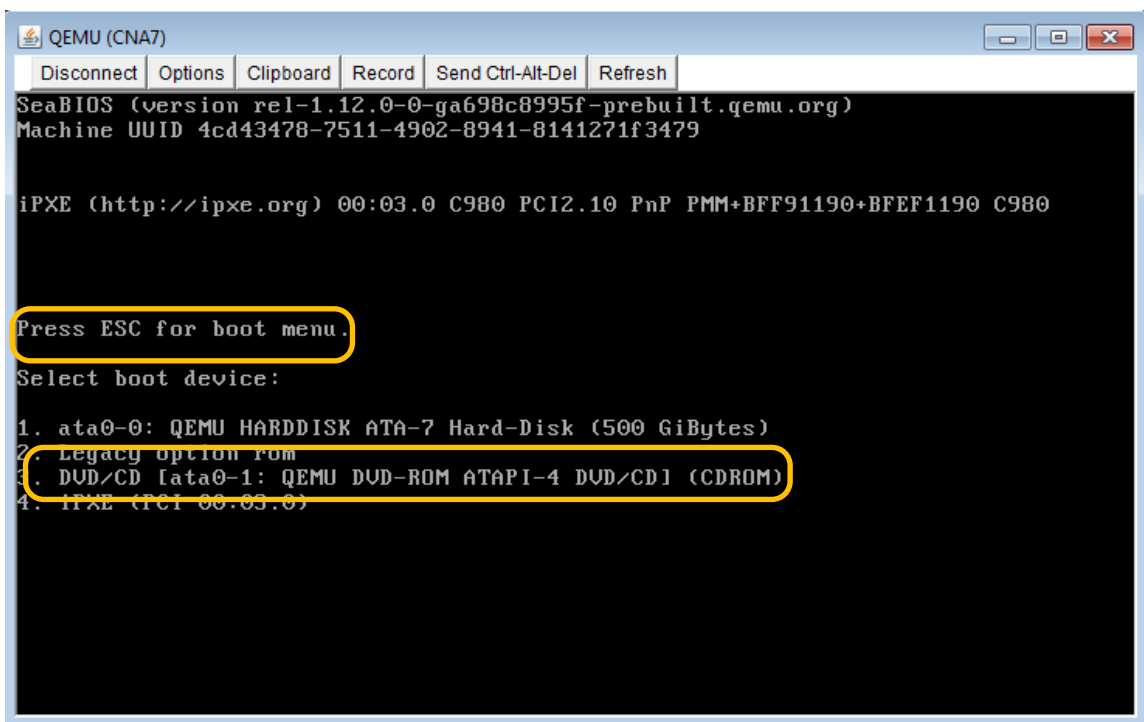 QEMU (CNA7)
Disconnect Options Clipboard Record Send Ctrl-Alt-Del Refresh
SeaBIOS (version rel-1.12.0-0-ga698c8995f-prebuilt.qemu.org)
Machine UUID 4cd43478-7511-4902-8941-8141271f3479
iPXE (http://ipxe.org) 00:03.0 C980 PCI2.10 PnP PMM+BFF91190+BFEF1190 C980
Press ESC for boot menu.
Select boot device:
1. ata0-0: QEMU HARDDISK ATA-7 Hard-Disk (500 GiBytes)
2. Legacy option rom
3. DVD/CD [ata0-1: QEMU DVD-ROM ATAPI-4 DVD/CD] (CDROM)
4. iPXE (PCI 00:03.0)